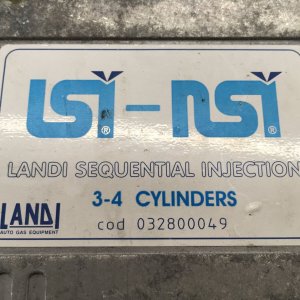 LSI-NSI
® ®
LANDI SEQUENTIAL INJECTION
3-4 CYLINDERS
LANDI
AUTO GAS EQUIPMENT
cod 032800049